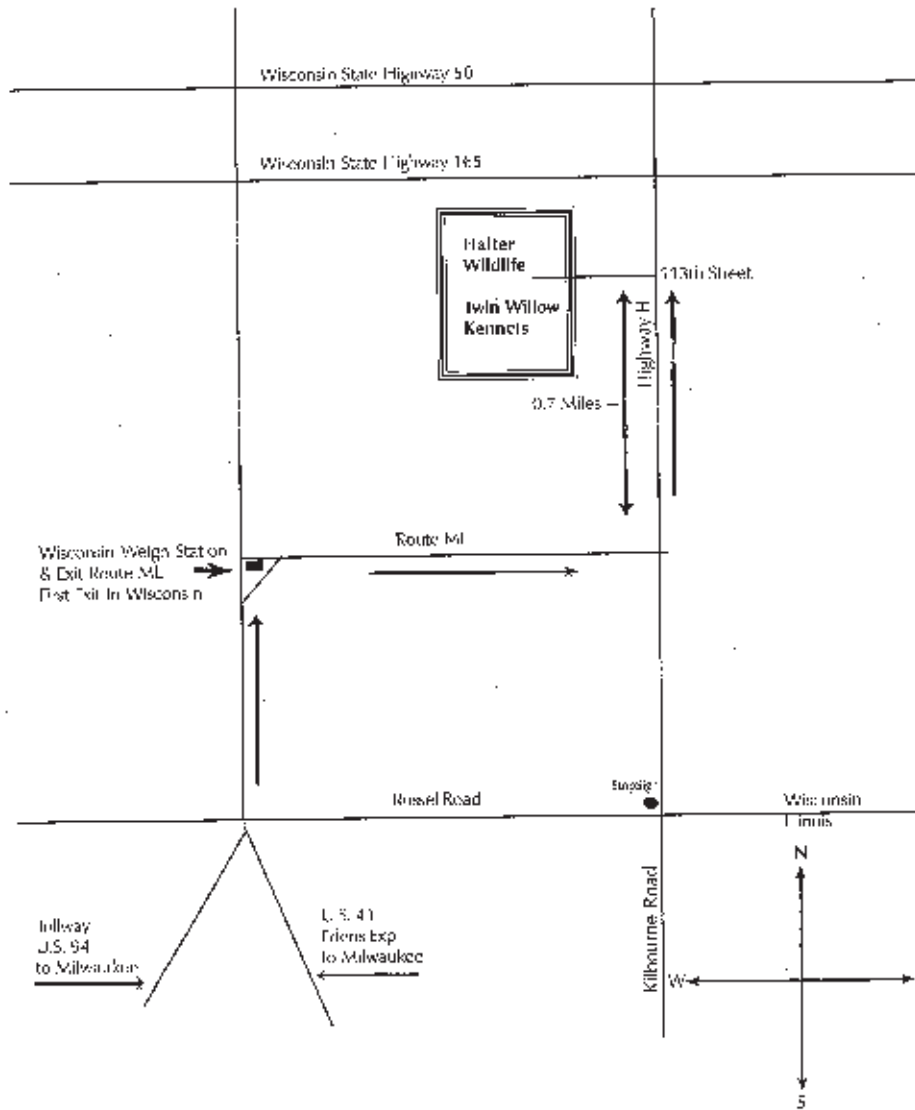 Wisconsin State Highway 50
Wisconsin State Highway 165
Halter
Wildlife
Twin Willow
Kennels
113th Street
Highway H
0.7 Miles
Route ML
Wisconsin Weigh Station
& Exit Route ML
First Exit In Wisconsin
Stopsign
Russel Road
Wisconsin
Illinois
N
Tollway
U.S. 94
to Milwaukee
U.S. 41
Edens Exp
to Milwaukee
Kilbourne Road
W
S